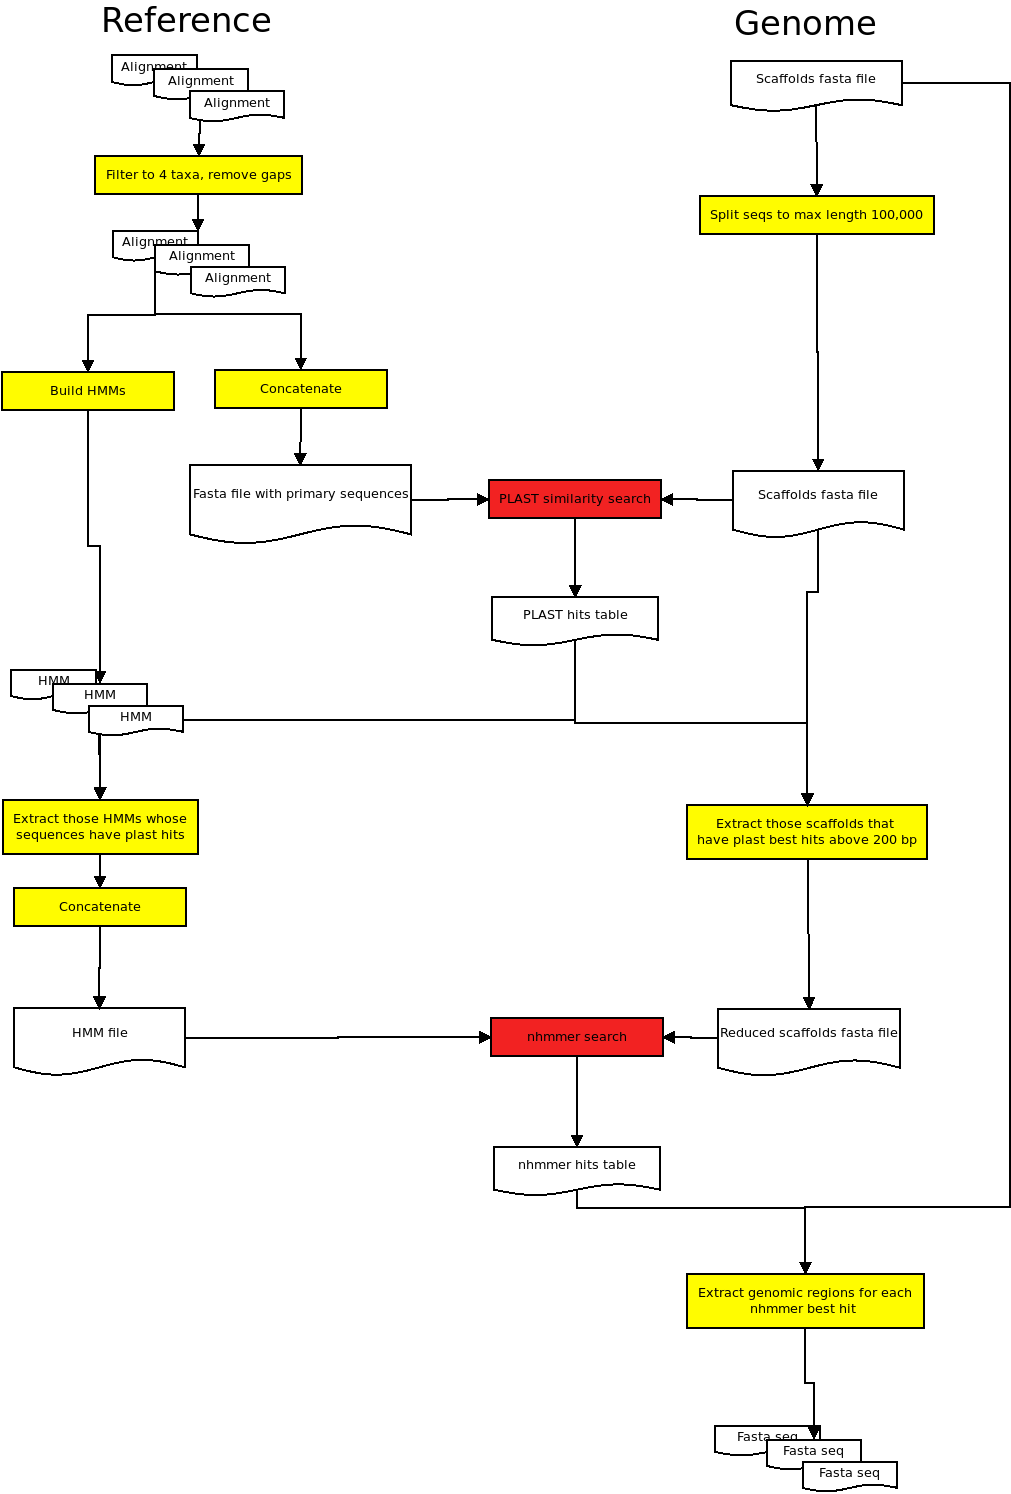 Reference
Genome
Alignment
Alignment
Alignment
Scaffolds fasta file
Filter to 4 taxa, remove gaps
Split seqs to max length 100,000
Alignment
Alignment
Alignment
Build HMMs
Concatenate
Fasta file with primary sequences
PLAST similarity search
Scaffolds fasta file
PLAST hits table
HMM
HMM
HMM
Extract those HMMs whose
sequences have plast hits
Extract those scaffolds that
have plast best hits above 200 bp
Concatenate
HMM file
nhmmer search
Reduced scaffolds fasta file
nhmmer hits table
Extract genomic regions for each
nhmmer best hit
Fasta seq
Fasta seq
Fasta seq